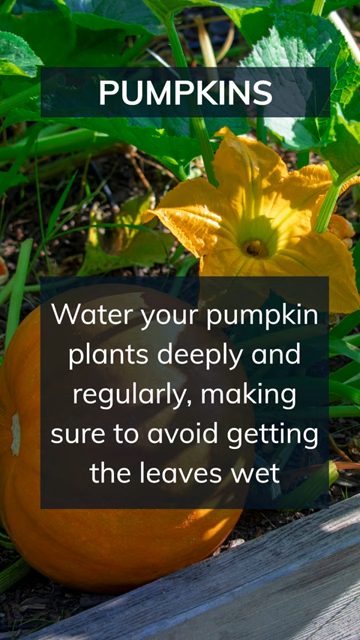 PUMPKINS
Water your pumpkin
plants deeply and
regularly, making
sure to avoid getting
the leaves wet